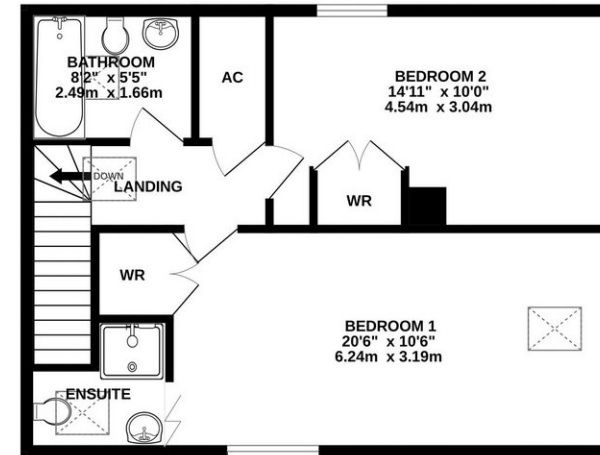 BATHROOM
8'2" x 5'5"
2.49m x 1.66m
AC
BEDROOM 2
14'11" x 10'0"
4.54m x 3.04m
DOWN
LANDING
WR
WR
BEDROOM 1
20'6" x 10'6"
6.24m x 3.19m
ENSUITE